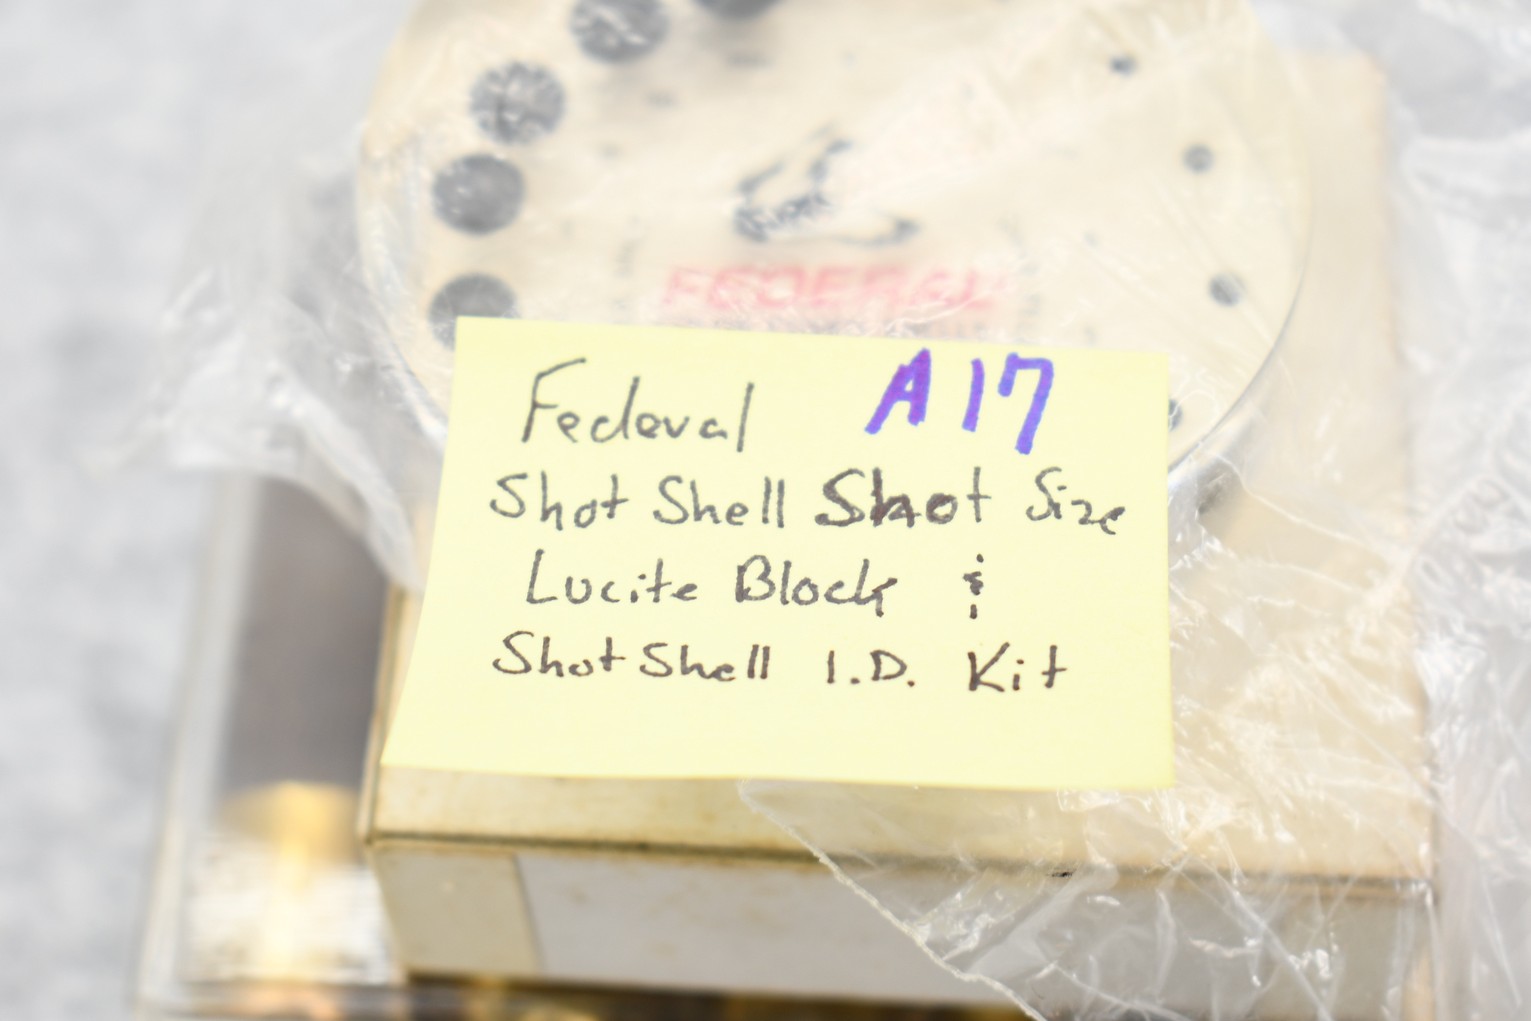 FEDERAL
Federal A17
Shot Shell Shot Size
Lucite Block &
Shot Shell I.D. Kit